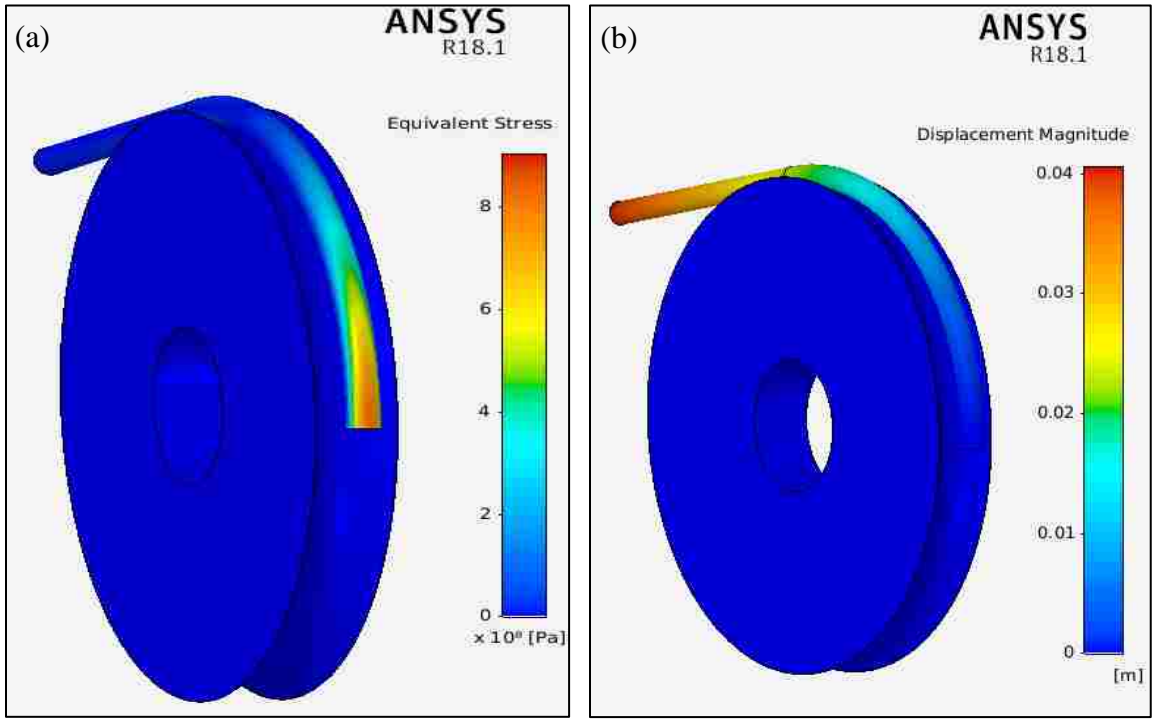 (a)
ANSYS
R18.1
Equivalent Stress
8
6
4
2
0
x 10⁸ [Pa]
(b)
ANSYS
R18.1
Displacement Magnitude
0.04
0.03
0.02
0.01
0
[m]